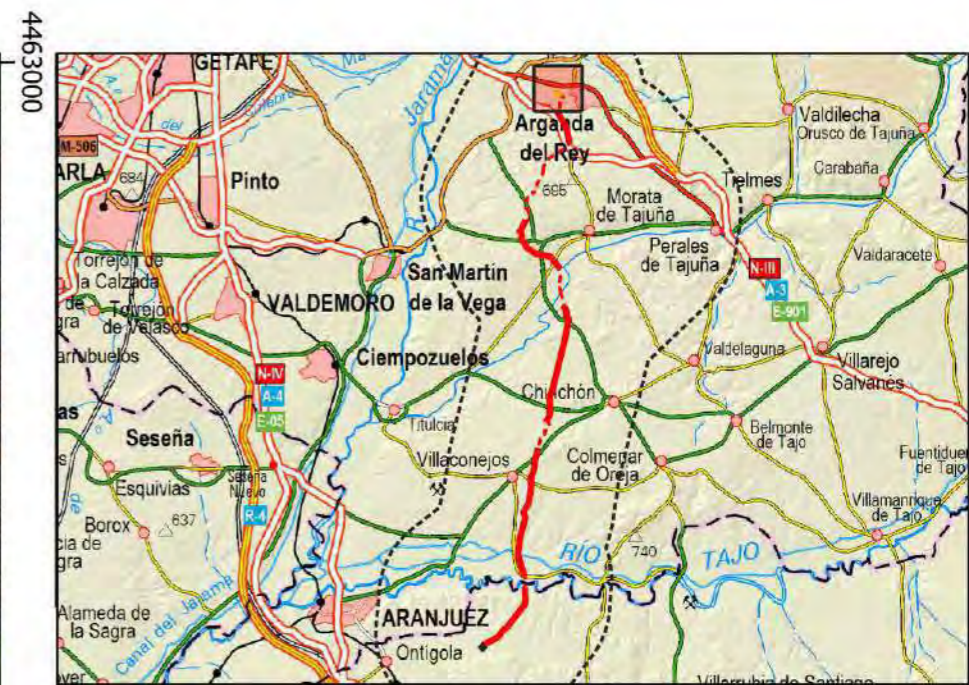 4463000
GETAFE
Jarama
Arganda
del Rey
Valdilecha
Orusco de Tajuña
Carabaña
M-506
684
Pinto
del
695
Morata
de Tajuña
Tielmes
Perales
de Tajuña
Valdaracete
N-III
A-3
E-901
Torrejón de
la Calzada
Torrejón
de Velasco
VALDEMORO
San Martín
de la Vega
R.
Ciempozuelos
Valdelaguna
Villarejo
Salvanés
N-IV
A-4
E-05
Chinchón
Titulcia
Belmonte
de Tajo
Seseña
Villaconejos
Colmenar
de Oreja
Esquivias
Seseña
Nuevo
R-4
Villamanrique
de Tajo
Borox
637
RÍO
740
TAJO
de
Alameda de
la Sagra
Canal del Jarama
ARANJUEZ
Ontígola
Villarrubia de Santiago